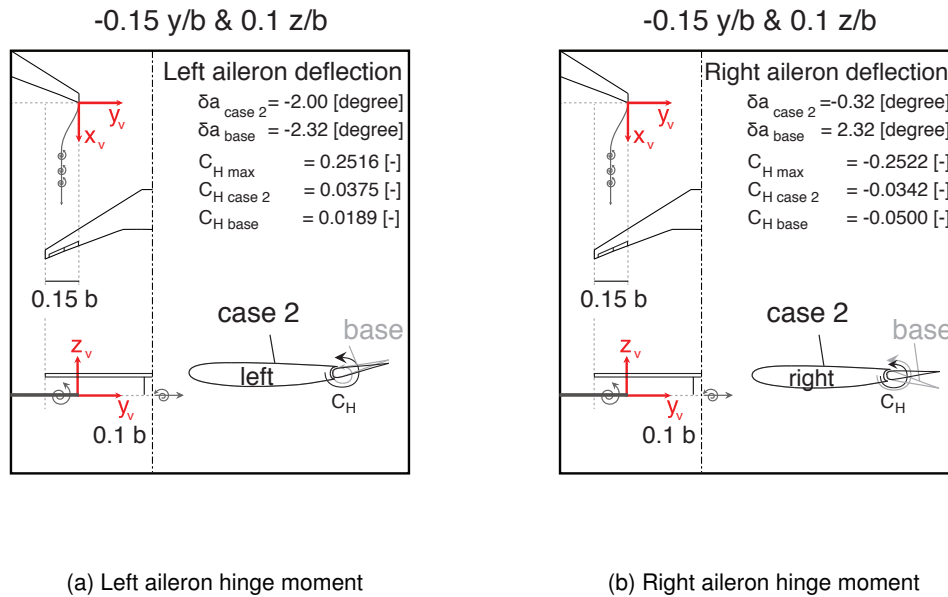 -0.15 y/b & 0.1 z/b
Left aileron deflection
δa case 2 = -2.00 [degree]
δa base = -2.32 [degree]
C H max = 0.2516 [-]
C H case 2 = 0.0375 [-]
C H base = 0.0189 [-]
y v
x v
0.15 b
case 2
base
left
C H
z v
y v
0.1 b
(a) Left aileron hinge moment
-0.15 y/b & 0.1 z/b
Right aileron deflection
δa case 2 =-0.32 [degree]
δa base = 2.32 [degree]
C H max = -0.2522 [-]
C H case 2 = -0.0342 [-]
C H base = -0.0500 [-]
y v
x v
0.15 b
case 2
base
right
C H
z v
y v
0.1 b
(b) Right aileron hinge moment